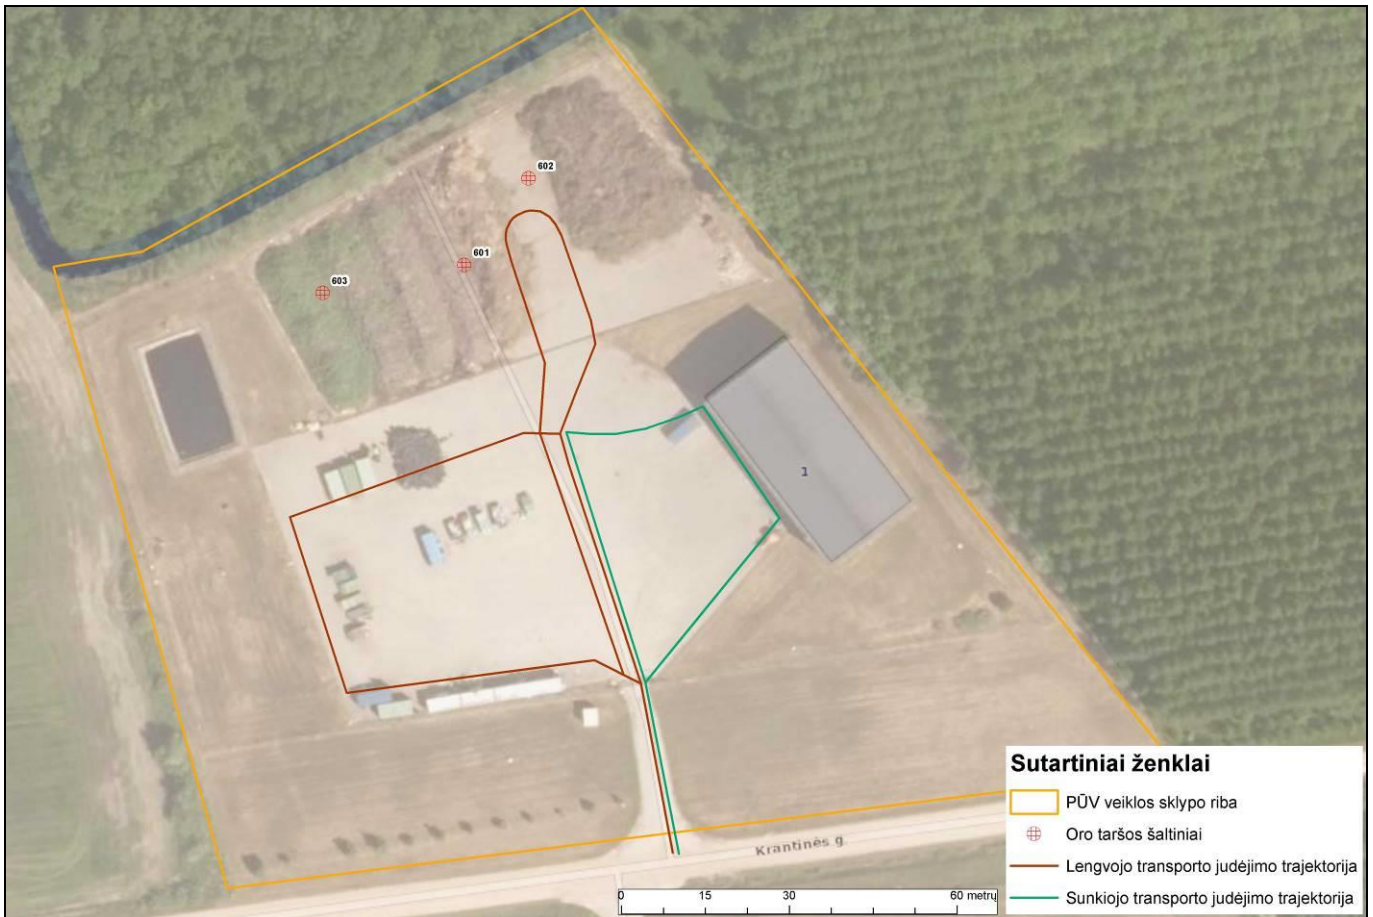 602
601
603
1
Krantinės g.
0 15 30 60 metrų
Sutartiniai ženklai
PŪV veiklos sklypo riba
Oro taršos šaltiniai
Lengvojo transporto judėjimo trajektorija
Sunkiojo transporto judėjimo trajektorija